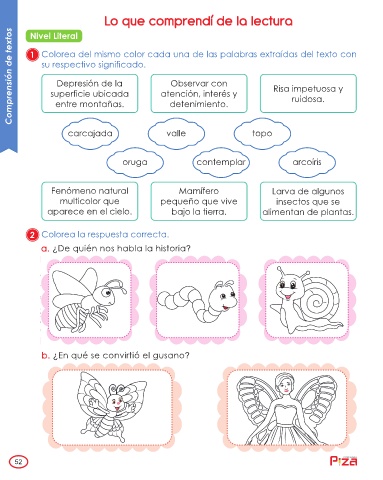 Lo que comprendí de la lectura
Comprensión de textos
Nivel Literal
1 Colorea del mismo color cada una de las palabras extraídas del texto con
su respectivo significado.
Depresión de la
superficie ubicada
entre montañas.
Observar con
atención, interés y
detenimiento.
Risa impetuosa y
ruidosa.
carcajada valle topo
oruga contemplar arcoíris
Fenómeno natural
multicolor que
aparece en el cielo.
Mamífero
pequeño que vive
bajo la tierra.
Larva de algunos
insectos que se
alimentan de plantas.
2 Colorea la respuesta correcta.
a. ¿De quién nos habla la historia?
b. ¿En qué se convirtió el gusano?
52